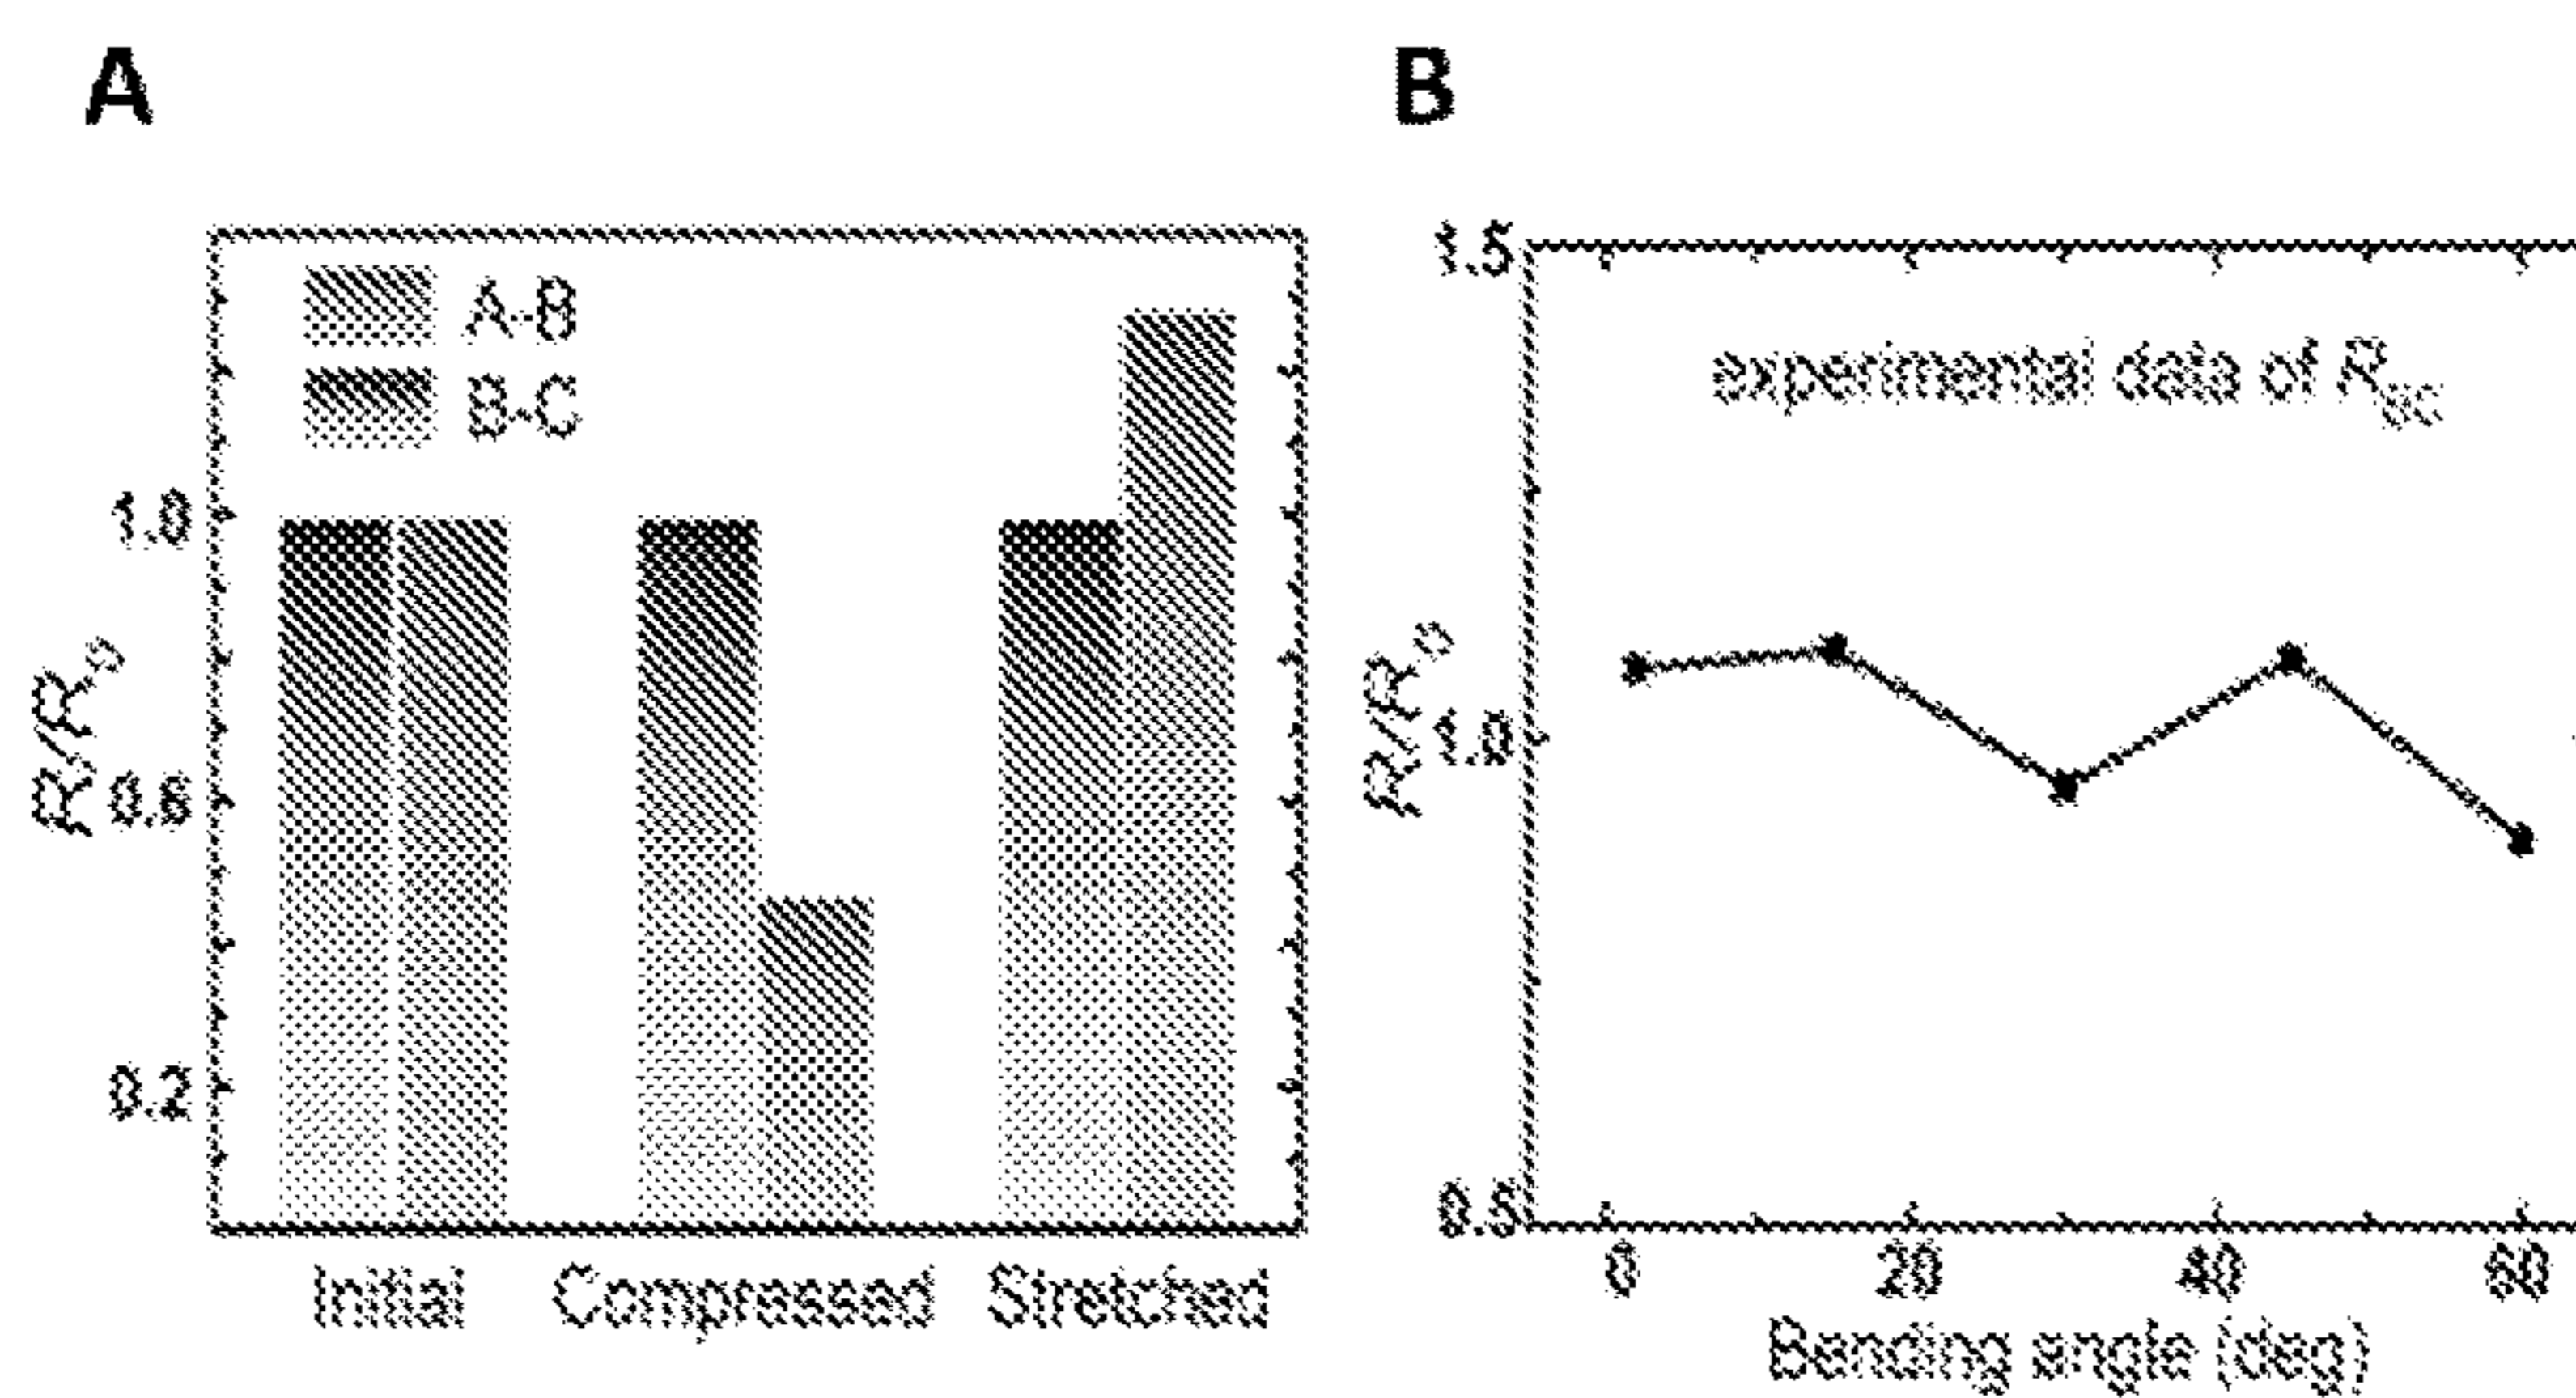 A
B
A-B
B-C
1.0
0.6
0.2
R/R₀
Initial
Compressed
Stretched
experimental data of R
1.5
1.0
0.5
R/R₀
0
20
40
60
Bending angle (deg)